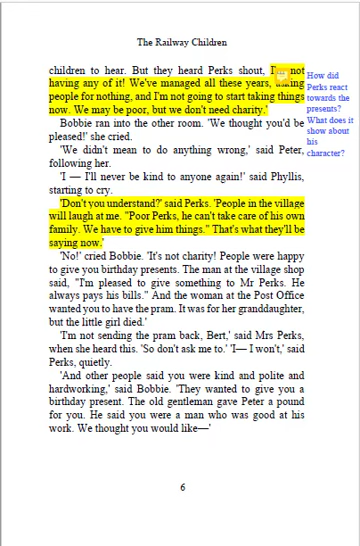 The Railway Children
children to hear. But they heard Perks shout, I'm not
having any of it! We've managed all these years,
people for nothing, and I'm not going to start taking things
now. We may be poor, but we don't need charity.'
Bobbie ran into the other room. 'We thought you'd be
pleased!' she cried.
'We didn't mean to do anything wrong,' said Peter,
following her.
'I — I'll never be kind to anyone again!' said Phyllis,
starting to cry.
'Don't you understand?' said Perks. 'People in the village
will laugh at me. "Poor Perks, he can't take care of his own
family. We have to give him things." That's what they'll be
saying now.'
'No!' cried Bobbie. 'It's not charity! People were happy
to give you birthday presents. The man at the village shop
said, "I'm pleased to give something to Mr Perks. He
always pays his bills." And the woman at the Post Office
wanted you to have the pram. It was for her granddaughter,
but the little girl died.'
'I'm not sending the pram back, Bert,' said Mrs Perks,
when she heard this. 'So don't ask me to.' 'I— I won't,' said
Perks, quietly.
'And other people said you were kind and polite and
hardworking,' said Bobbie. 'They wanted to give you a
birthday present. The old gentleman gave Peter a pound
for you. He said you were a man who was good at his
work. We thought you would like—'
6
How did
Perks react
towards the
presents?
What does it
show about
his
character?